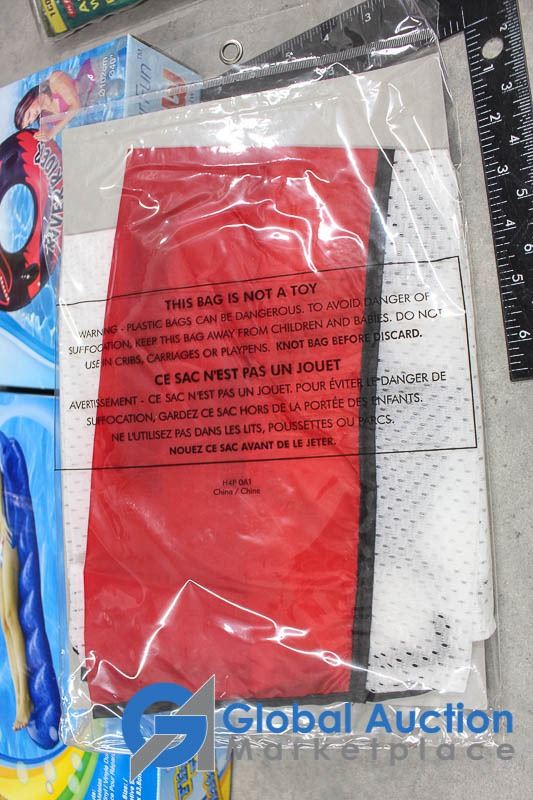 THIS BAG IS NOT A TOY
WARNNG - PLASTIC BAGS CAN BE DANGEROUS. TO AVOID DANGER OF
SUFFOCATION, KEEP THIS BAG AWAY FROM CHILDREN AND BABIES. DO NOT
USE IN CRIBS, CARRIAGES OR PLAYPENS. KNOT BAG BEFORE DISCARD.
CE SAC N'EST PAS UN JOUET
AVERTISSEMENT - CE SAC N'EST PAS UN JOUET. POUR ÉVITER LE DANGER DE
SUFFOCATION, GARDEZ CE SAC HORS DE LA PORTÉE DES ENFANTS.
NE L'UTILISEZ PAS DANS LES LITS, POUSSETTES OU PARCS.
NOUEZ CE SAC AVANT DE LE JETER.
H4P 0A1
China / Chine
Global Auction
Marketplace